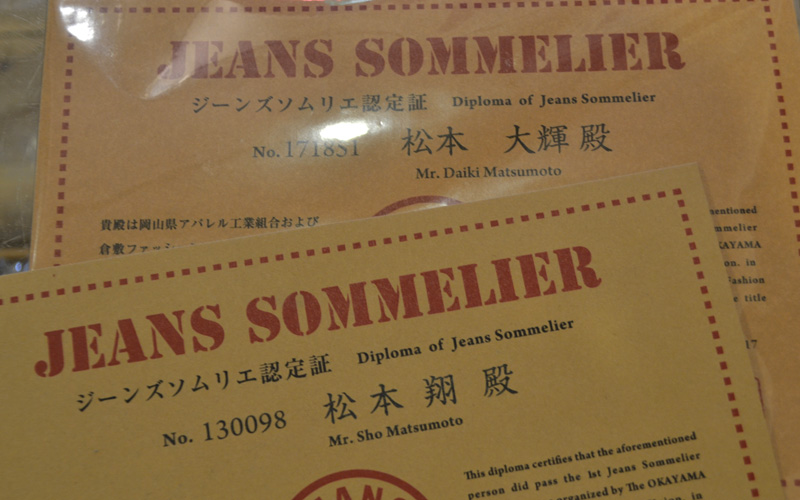 JEANS SOMMELIER
ジーンズソムリエ認定証 Diploma of Jeans Sommelier
No. 171851 松本 大輝 殿
Mr. Daiki Matsumoto
貴殿は岡山県アパレル工業組合および
倉敷ファッショ
mentioned
mmelier
KAYAMA
on. in
Fashion
e title
17
JEANS SOMMELIER
ジーンズソムリエ認定証 Diploma of Jeans Sommelier
No. 130098 松本 翔 殿
Mr. Sho Matsumoto
This diploma certifies that the aforementioned
person did pass the 1st Jeans Sommelier
organized by The OKAYAMA
in
JEANS